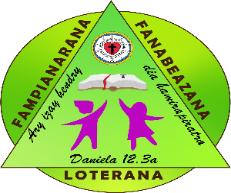 FAMPIANARANA
FANABEAZANA
Ary izay hendry
dia hamirapiratra
Daniela 12.3a
LOTERANA